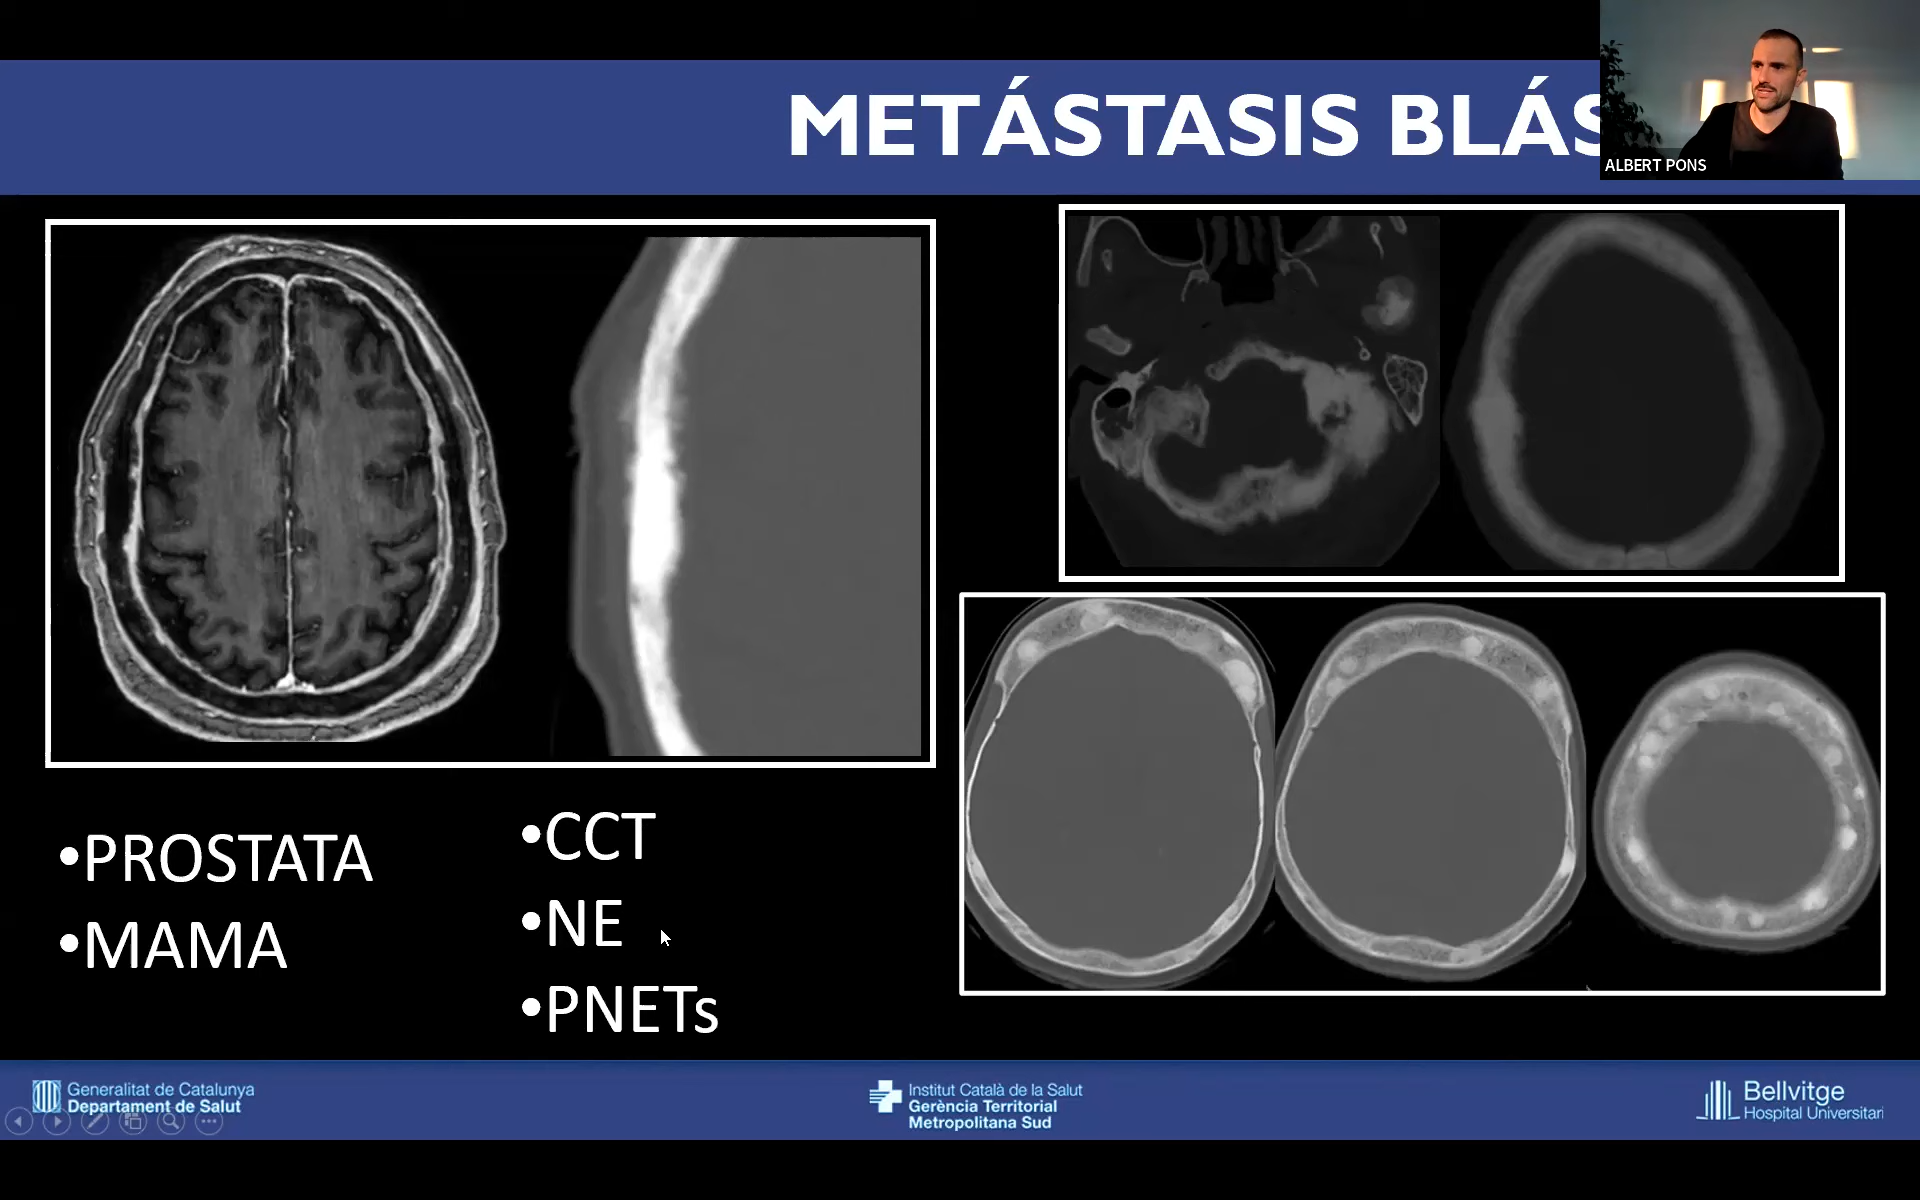 METÁSTASIS BLÁS
ALBERT PONS
•PROSTATA
•MAMA
•CCT
•NE
•PNETs
Generalitat de Catalunya
Departament de Salut
Institut Català de la Salut
Gerència Territorial
Metropolitana Sud
Bellvitge
Hospital Universitari